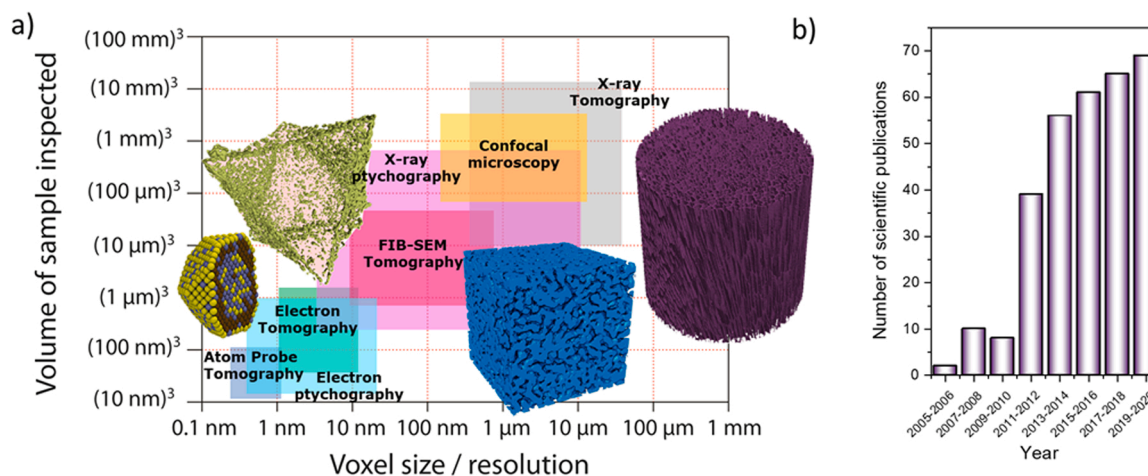 a)
Volume of sample inspected
(100 mm)³
(10 mm)³
(1 mm)³
(100 µm)³
(10 µm)³
(1 µm)³
(100 nm)³
(10 nm)³
X-ray
Tomography
Confocal
microscopy
X-ray
ptychography
FIB-SEM
Tomography
Electron
Tomography
Atom Probe
Tomography
Electron
ptychography
0.1 nm 1 nm 10 nm 100 nm 1 µm 10 µm 100 µm 1 mm
Voxel size / resolution
b)
Number of scientific publications
70
60
50
40
30
20
10
0
2005-2006
2007-2008
2009-2010
2011-2012
2013-2014
2015-2016
2017-2018
Year